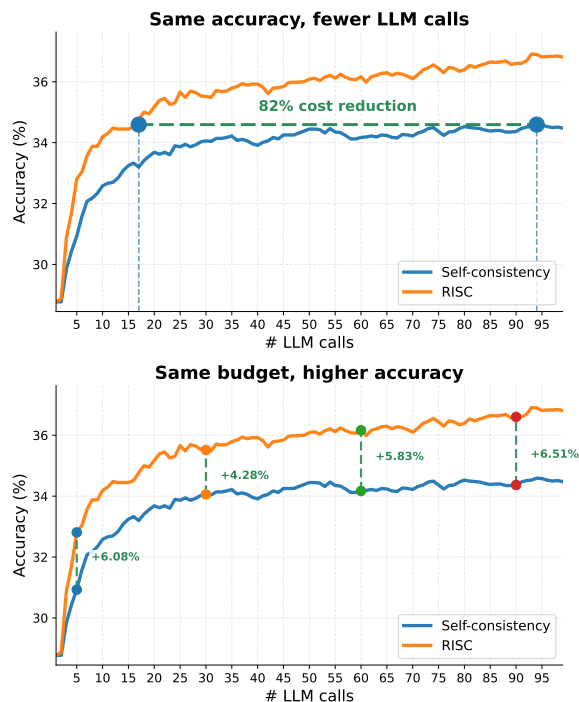 Same accuracy, fewer LLM calls
Accuracy (%)
36
34
32
30
82% cost reduction
Self-consistency
RISC
5 10 15 20 25 30 35 40 45 50 55 60 65 70 75 80 85 90 95
# LLM calls
Same budget, higher accuracy
Accuracy (%)
36
34
32
30
+6.08%
+4.28%
+5.83%
+6.51%
Self-consistency
RISC
5 10 15 20 25 30 35 40 45 50 55 60 65 70 75 80 85 90 95
# LLM calls